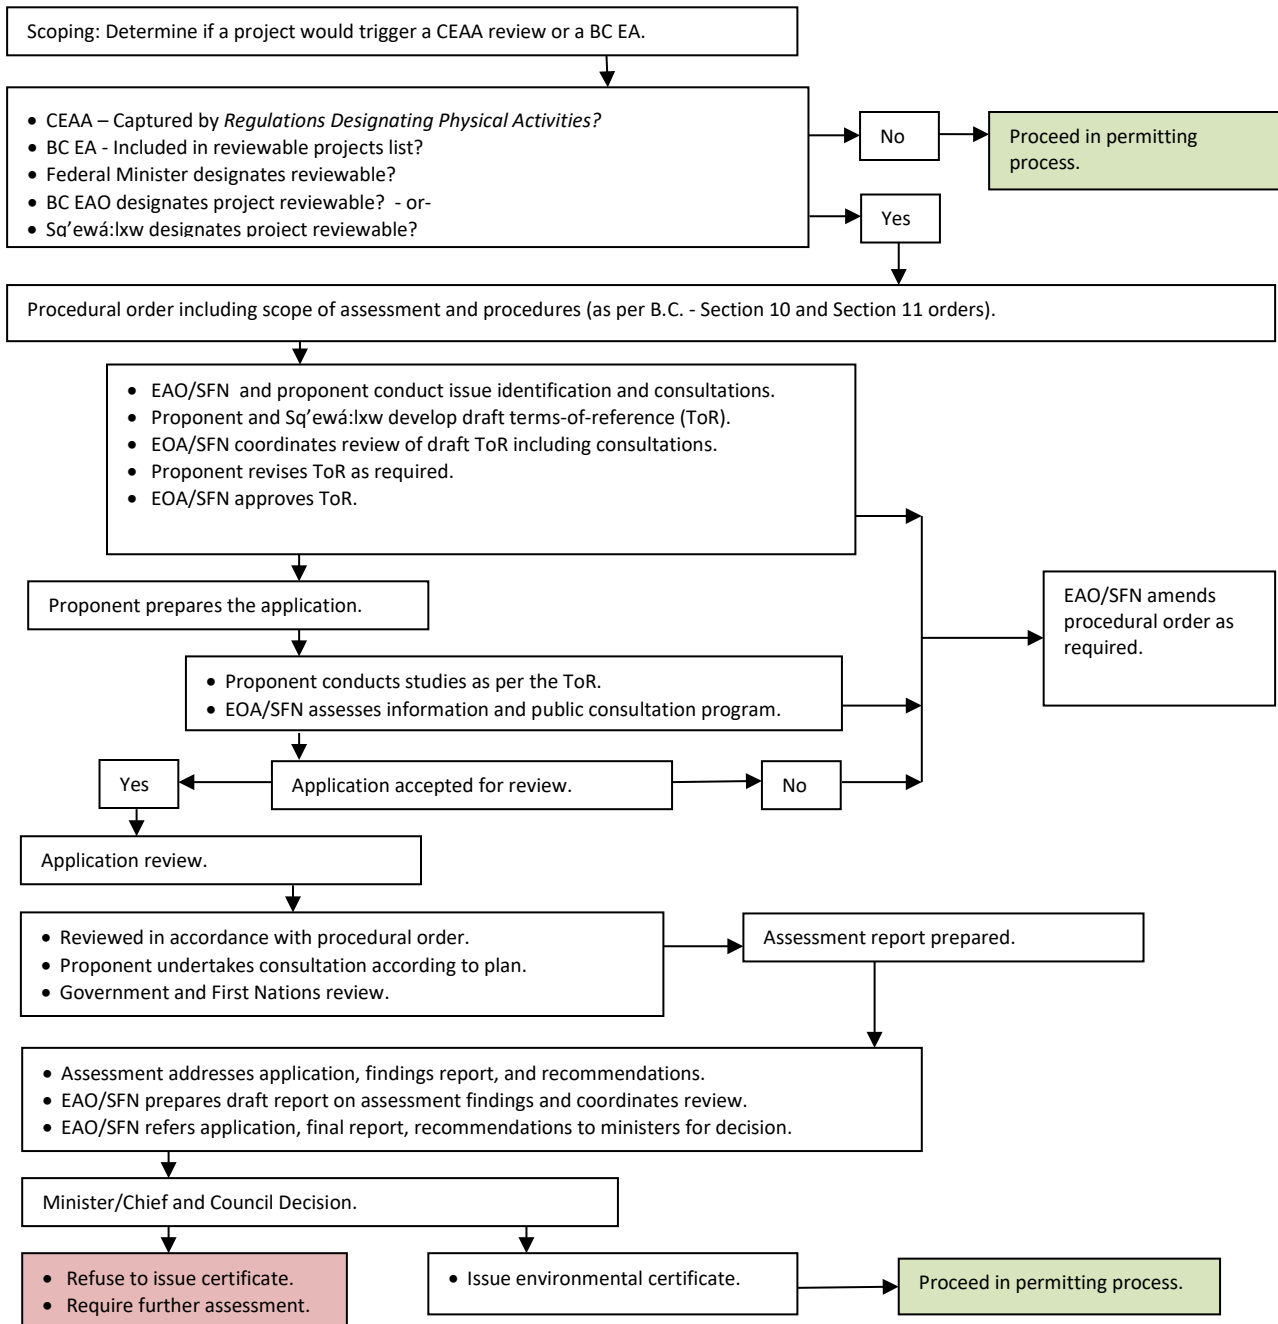 Scoping: Determine if a project would trigger a CEAA review or a BC EA.
• CEAA – Captured by Regulations Designating Physical Activities?
• BC EA - Included in reviewable projects list?
• Federal Minister designates reviewable?
• BC EAO designates project reviewable?  - or-
• Sq’ewá:lxw designates project reviewable?
No
Proceed in permitting
process.
Yes
Procedural order including scope of assessment and procedures (as per B.C. - Section 10 and Section 11 orders).
• EAO/SFN  and proponent conduct issue identification and consultations.
• Proponent and Sq’ewá:lxw develop draft terms-of-reference (ToR).
• EOA/SFN coordinates review of draft ToR including consultations.
• Proponent revises ToR as required.
• EOA/SFN approves ToR.
EAO/SFN amends
procedural order as
required.
Proponent prepares the application.
• Proponent conducts studies as per the ToR.
• EOA/SFN assesses information and public consultation program.
Yes
Application accepted for review.
No
Application review.
• Reviewed in accordance with procedural order.
• Proponent undertakes consultation according to plan.
• Government and First Nations review.
Assessment report prepared.
• Assessment addresses application, findings report, and recommendations.
• EAO/SFN prepares draft report on assessment findings and coordinates review.
• EAO/SFN refers application, final report, recommendations to ministers for decision.
Minister/Chief and Council Decision.
• Refuse to issue certificate.
• Require further assessment.
• Issue environmental certificate.
Proceed in permitting process.